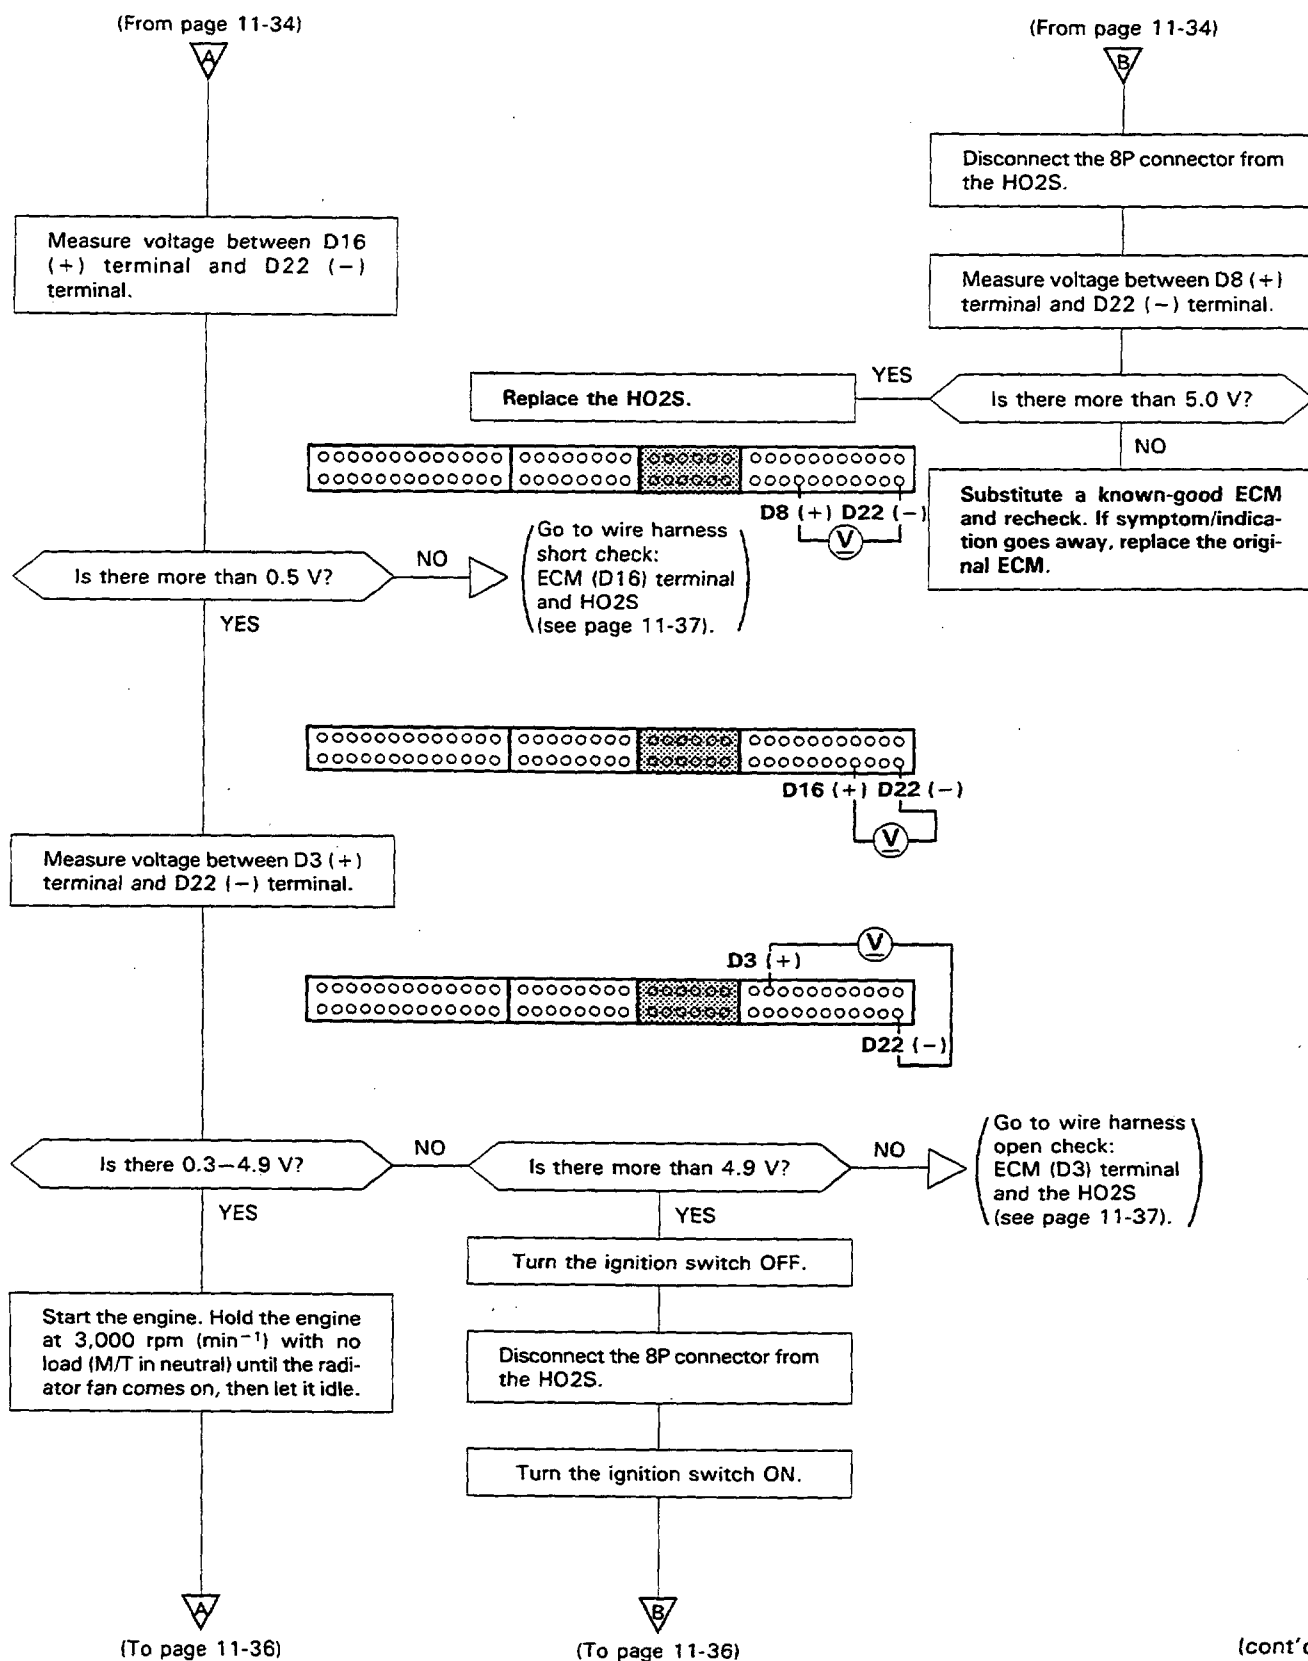 (From page 11-34)
A
Measure voltage between D16
(+) terminal and D22 (−)
terminal.
Is there more than 0.5 V?
NO
Go to wire harness
short check:
ECM (D16) terminal
and HO2S
(see page 11-37).
YES
(From page 11-34)
B
Disconnect the 8P connector from
the HO2S.
Measure voltage between D8 (+)
terminal and D22 (−) terminal.
Is there more than 5.0 V?
YES
Replace the HO2S.
NO
Substitute a known-good ECM
and recheck. If symptom/indica-
tion goes away, replace the origi-
nal ECM.
D8 (+) D22 (−)
V
D16 (+) D22 (−)
V
Measure voltage between D3 (+)
terminal and D22 (−) terminal.
V
D3 (+)
D22 (−)
Is there 0.3—4.9 V?
NO
Is there more than 4.9 V?
NO
Go to wire harness
open check:
ECM (D3) terminal
and the HO2S
(see page 11-37).
YES
YES
Start the engine. Hold the engine
at 3,000 rpm (min⁻¹) with no
load (M/T in neutral) until the radi-
ator fan comes on, then let it idle.
Turn the ignition switch OFF.
Disconnect the 8P connector from
the HO2S.
Turn the ignition switch ON.
A
(To page 11-36)
B
(To page 11-36)
(cont'd